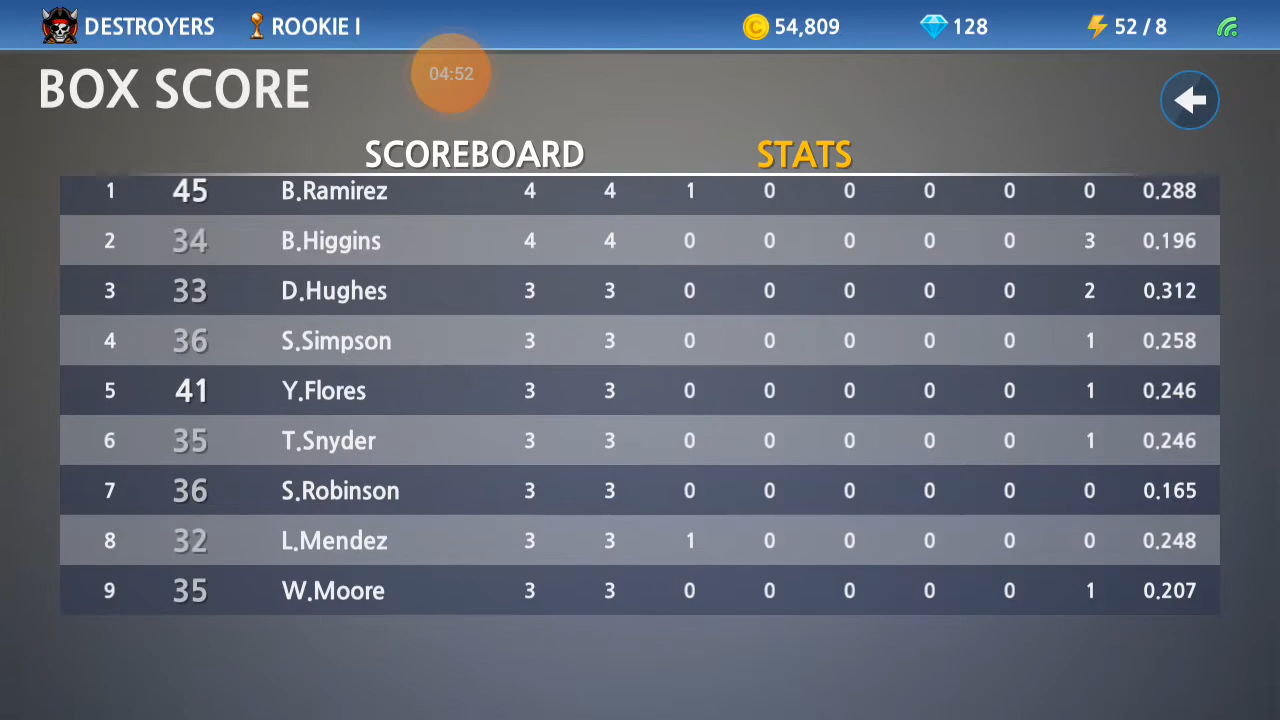 DESTROYERS ROOKIE I 54,809 128 52 / 8
BOX SCORE 04:52
SCOREBOARD STATS
1 45 B.Ramirez 4 4 1 0 0 0 0 0 0.288
2 34 B.Higgins 4 4 0 0 0 0 0 3 0.196
3 33 D.Hughes 3 3 0 0 0 0 0 2 0.312
4 36 S.Simpson 3 3 0 0 0 0 0 1 0.258
5 41 Y.Flores 3 3 0 0 0 0 0 1 0.246
6 35 T.Snyder 3 3 0 0 0 0 0 1 0.246
7 36 S.Robinson 3 3 0 0 0 0 0 0 0.165
8 32 L.Mendez 3 3 1 0 0 0 0 0 0.248
9 35 W.Moore 3 3 0 0 0 0 0 1 0.207